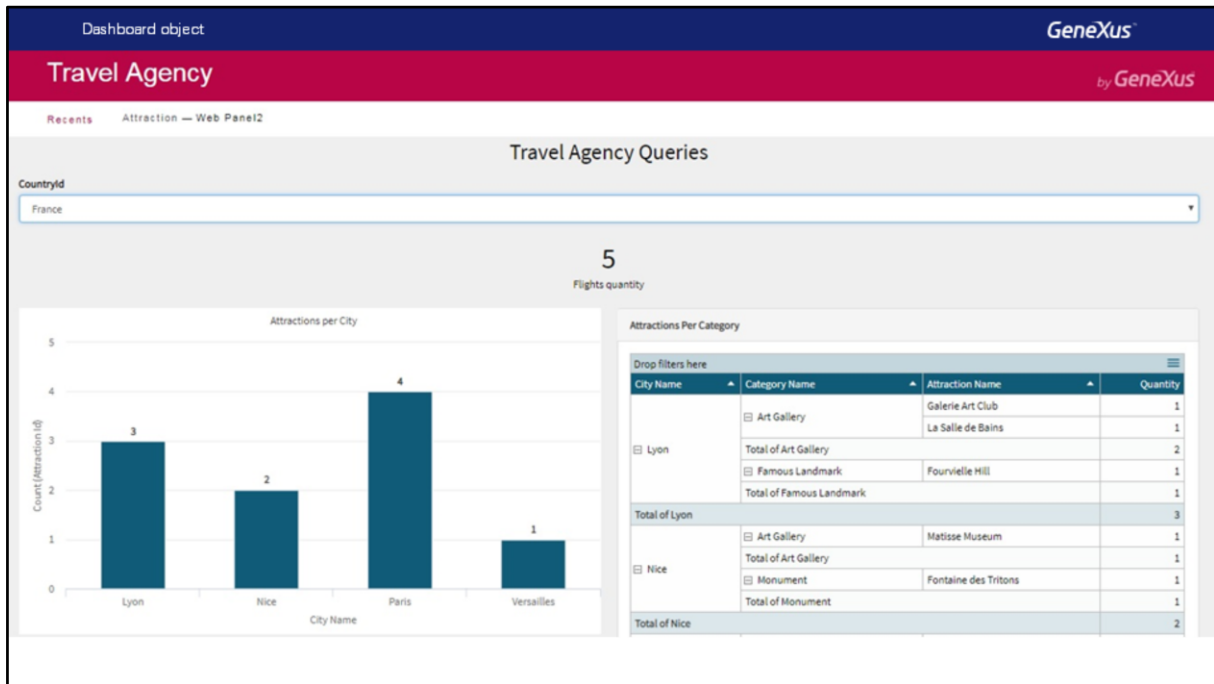 Dashboard object
GeneXus™
Travel Agency
by GeneXus
Recents Attraction — Web Panel2
Travel Agency Queries
CountryId
France
5
Flights quantity
Attractions per City
5
4
3
2
1
0
Count (Attraction Id)
3
2
4
1
Lyon Nice Paris Versailles
City Name
Attractions Per Category
Drop filters here
City Name Category Name Attraction Name Quantity
Lyon Art Gallery Galerie Art Club 1
La Salle de Bains 1
Total of Art Gallery 2
Famous Landmark Fourvielle Hill 1
Total of Famous Landmark 1
Total of Lyon 3
Nice Art Gallery Matisse Museum 1
Total of Art Gallery 1
Monument Fontaine des Tritons 1
Total of Monument 1
Total of Nice 2